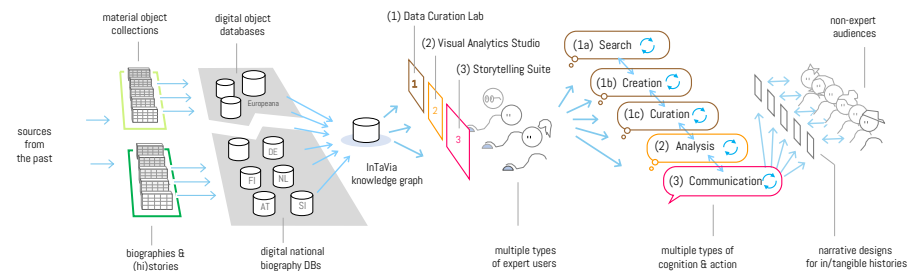 material object
collections
digital object
databases
(1) Data Curation Lab
(2) Visual Analytics Studio
(3) Storytelling Suite
1
2
3
(1a) Search
(1b) Creation
(1c) Curation
(2) Analysis
(3) Communication
non-expert
audiences
Europeana
sources
from
the past
DE
FI
NL
AT
SI
InTaVia
knowledge graph
biographies &
(hi)stories
digital national
biography DBs
multiple types
of expert users
multiple types of
cognition & action
narrative designs
for in/tangible histories